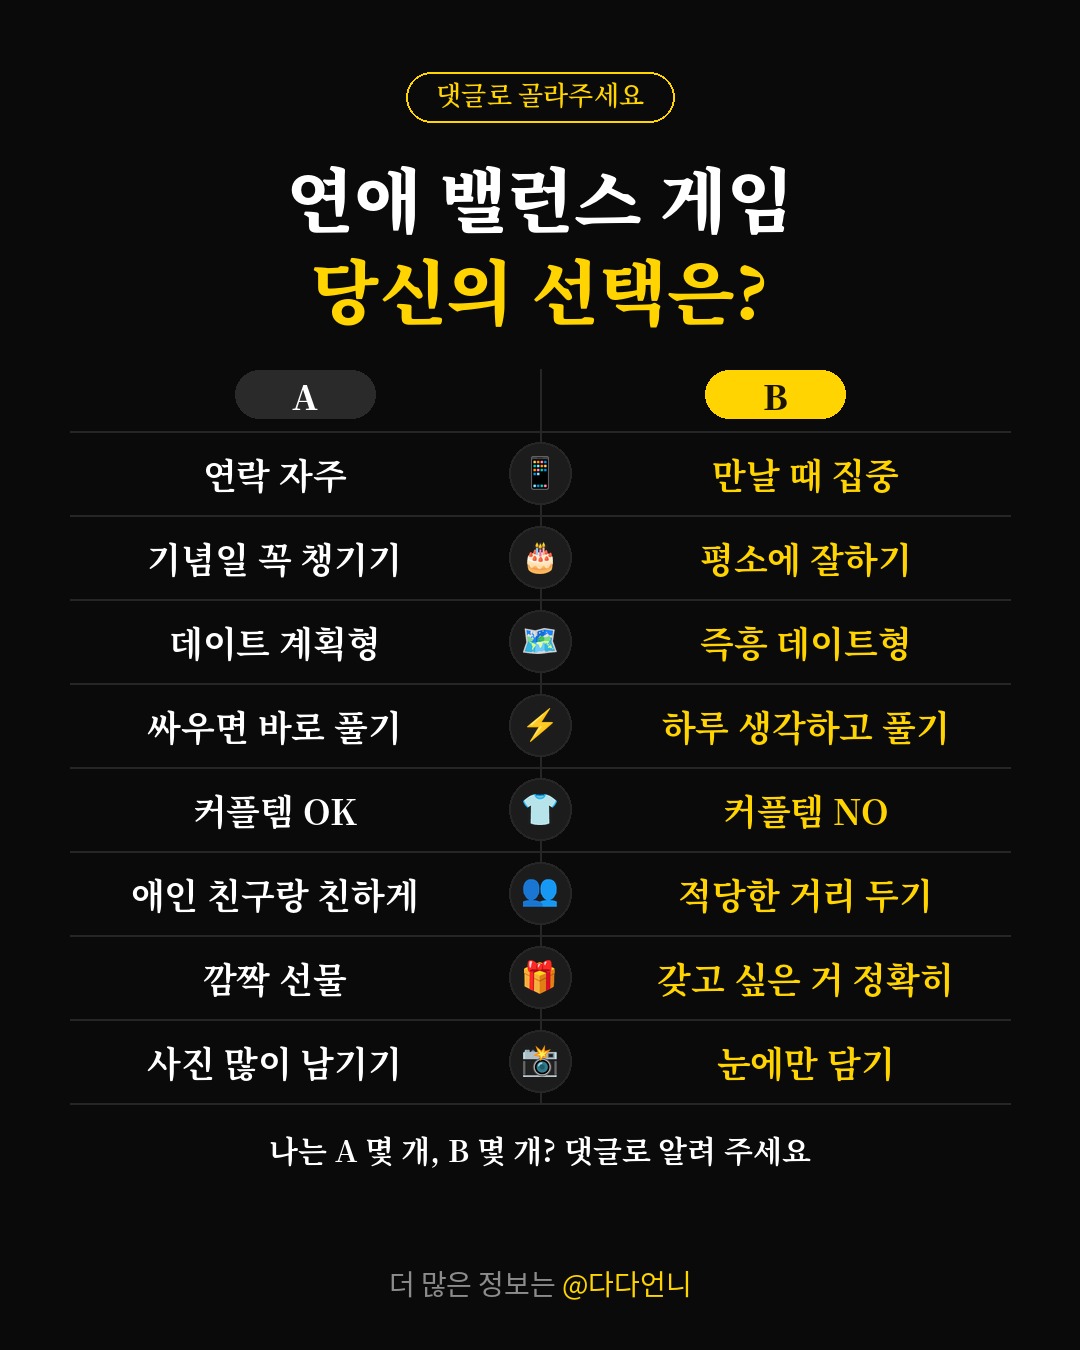 댓글로 골라주세요
연애 밸런스 게임
당신의 선택은?
A B
연락 자주 만날 때 집중
기념일 꼭 챙기기 평소에 잘하기
데이트 계획형 즉흥 데이트형
싸우면 바로 풀기 하루 생각하고 풀기
커플템 OK 커플템 NO
애인 친구랑 친하게 적당한 거리 두기
깜짝 선물 갖고 싶은 거 정확히
사진 많이 남기기 눈에만 담기
나는 A 몇 개, B 몇 개? 댓글로 알려 주세요
더 많은 정보는 @다다언니